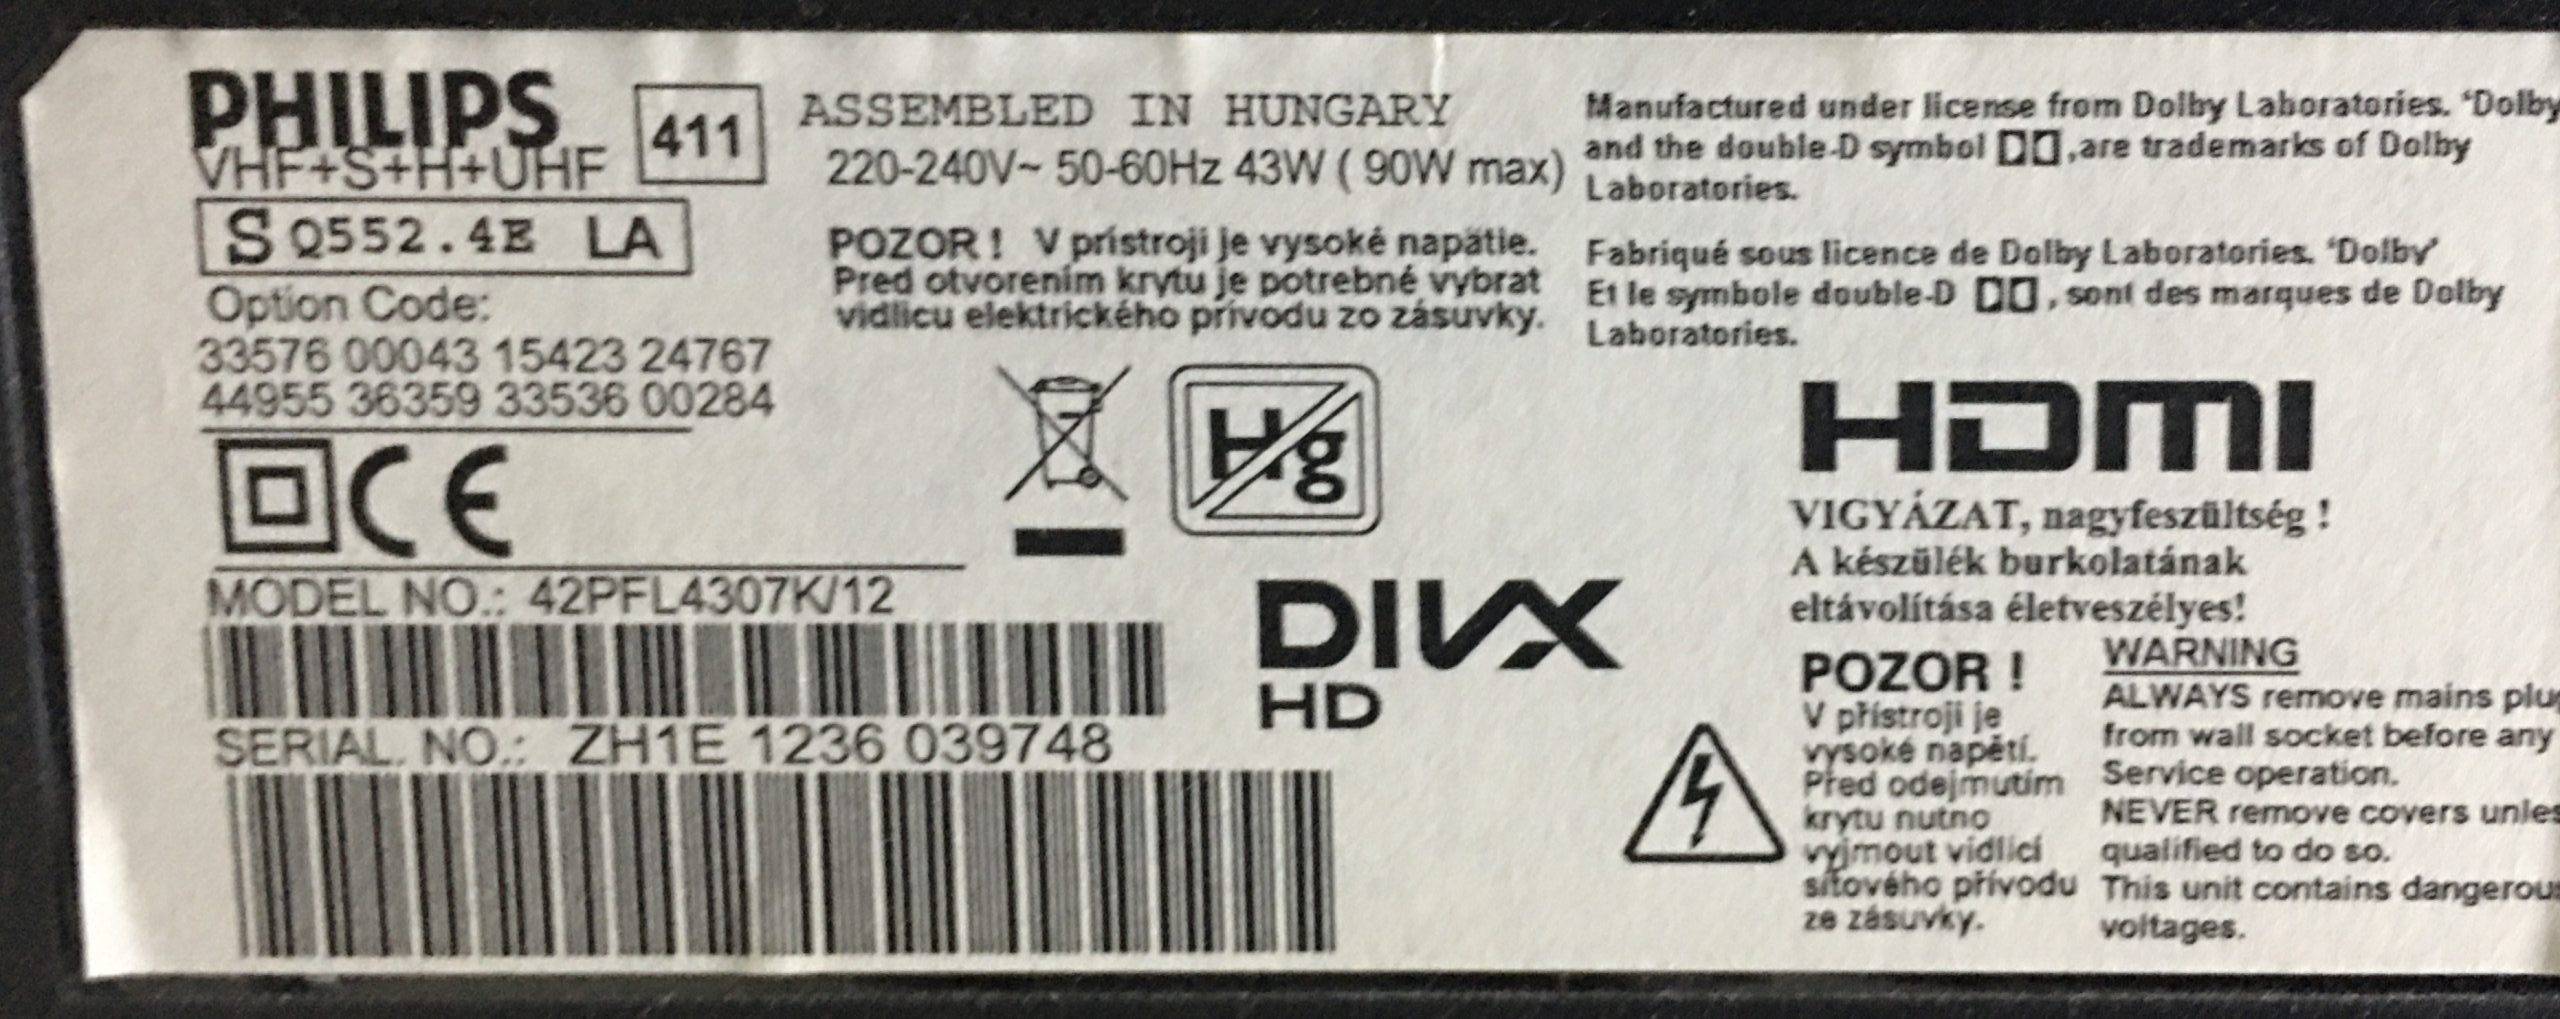 PHILIPS
VHF+S+H+UHF
411
S Q552.4E LA
Option Code:
33576 00043 15423 24767
44955 36359 33536 00284
CE
MODEL NO.: 42PFL4307K/12
SERIAL. NO.: ZH1E 1236 039748
ASSEMBLED IN HUNGARY
220-240V~ 50-60Hz 43W ( 90W max)
POZOR ! V prístroji je vysoké napätie.
Pred otvorením krytu je potrebné vybrat
vidlicu elektrického prívodu zo zásuvky.
Hg
DIVX
HD
Manufactured under license from Dolby Laboratories. 'Dolby
and the double-D symbol ,are trademarks of Dolby
Laboratories.
Fabriqué sous licence de Dolby Laboratories. 'Dolby'
Et le symbole double-D , sont des marques de Dolby
Laboratories.
HDMI
VIGYÁZAT, nagyfeszültség !
A készülék burkolatának
eltávolítása életveszélyes!
POZOR !
V přístroji je
vysoké napětí.
Před odejmutím
krytu nutno
vyjmout vidlici
síťového přívodu
ze zásuvky.
WARNING
ALWAYS remove mains plug
from wall socket before any
Service operation.
NEVER remove covers unles
qualified to do so.
This unit contains dangerous
voltages.